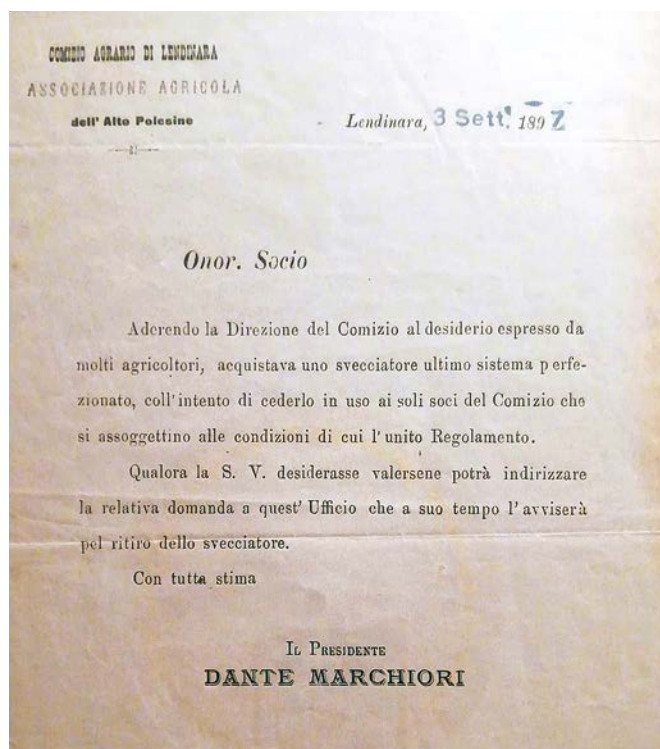 COMIZIO AGRARIO DI LENDINARA
ASSOCIAZIONE AGRICOLA
dell' Alto Polesine
Lendinara, 3 Sett. 1897
Onor. Socio
Aderendo la Direzione del Comizio al desiderio espresso da
molti agricoltori, acquistava uno svecciatore ultimo sistema perfe-
zionato, coll'intento di cederlo in uso ai soli soci del Comizio che
si assoggettino alle condizioni di cui l'unito Regolamento.
Qualora la S. V. desiderasse valersene potrà indirizzare
la relativa domanda a quest' Ufficio che a suo tempo l'avviserà
pel ritiro dello svecciatore.
Con tutta stima
IL PRESIDENTE
DANTE MARCHIORI